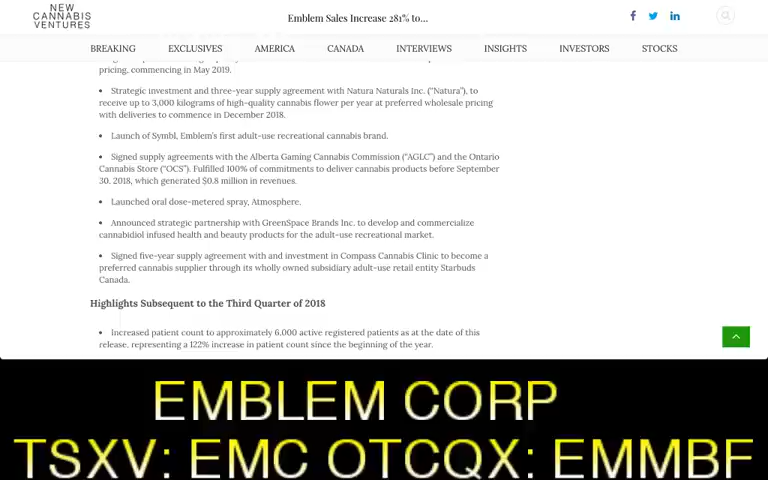 NEW
CANNABIS
VENTURES
Emblem Sales Increase 281% to...
BREAKING EXCLUSIVES AMERICA CANADA INTERVIEWS INSIGHTS INVESTORS STOCKS
pricing, commencing in May 2019.
• Strategic investment and three-year supply agreement with Natura Naturals Inc. ("Natura"), to
receive up to 3,000 kilograms of high-quality cannabis flower per year at preferred wholesale pricing
with deliveries to commence in December 2018.
• Launch of Symbl, Emblem's first adult-use recreational cannabis brand.
• Signed supply agreements with the Alberta Gaming Cannabis Commission ("AGLC") and the Ontario
Cannabis Store ("OCS"). Fulfilled 100% of commitments to deliver cannabis products before September
30, 2018, which generated $0.8 million in revenues.
• Launched oral dose-metered spray, Atmosphere.
• Announced strategic partnership with GreenSpace Brands Inc. to develop and commercialize
cannabidiol infused health and beauty products for the adult-use recreational market.
• Signed five-year supply agreement with and investment in Compass Cannabis Clinic to become a
preferred cannabis supplier through its wholly owned subsidiary adult-use retail entity Starbuds
Canada.
Highlights Subsequent to the Third Quarter of 2018
• Increased patient count to approximately 6,000 active registered patients as at the date of this
release, representing a 122% increase in patient count since the beginning of the year.
EMBLEM CORP
TSXV: EMC OTCQX: EMMBF